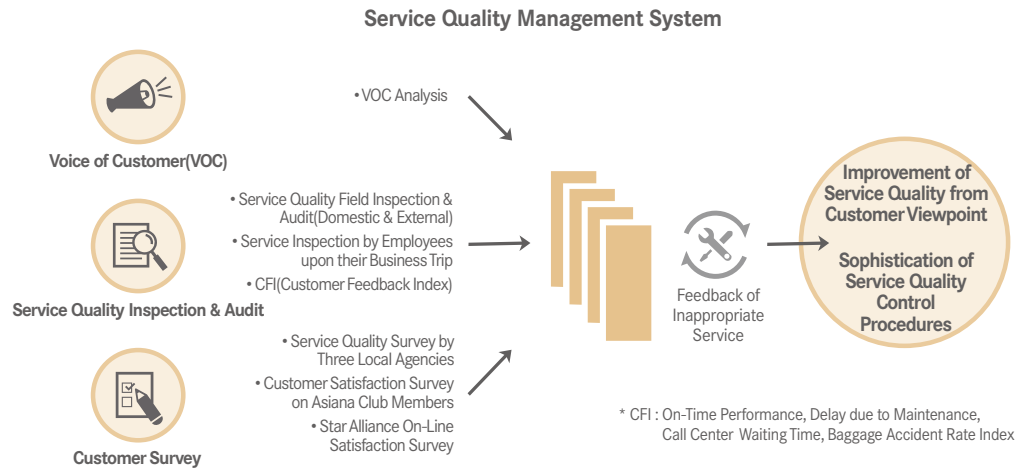 Service Quality Management System
Voice of Customer(VOC)
• VOC Analysis
Service Quality Inspection & Audit
• Service Quality Field Inspection &
Audit(Domestic & External)
• Service Inspection by Employees
upon their Business Trip
• CFI(Customer Feedback Index)
Customer Survey
• Service Quality Survey by
Three Local Agencies
• Customer Satisfaction Survey
on Asiana Club Members
• Star Alliance On-Line
Satisfaction Survey
Feedback of
Inappropriate
Service
Improvement of
Service Quality from
Customer Viewpoint
Sophistication of
Service Quality
Control
Procedures
* CFI : On-Time Performance, Delay due to Maintenance,
Call Center Waiting Time, Baggage Accident Rate Index